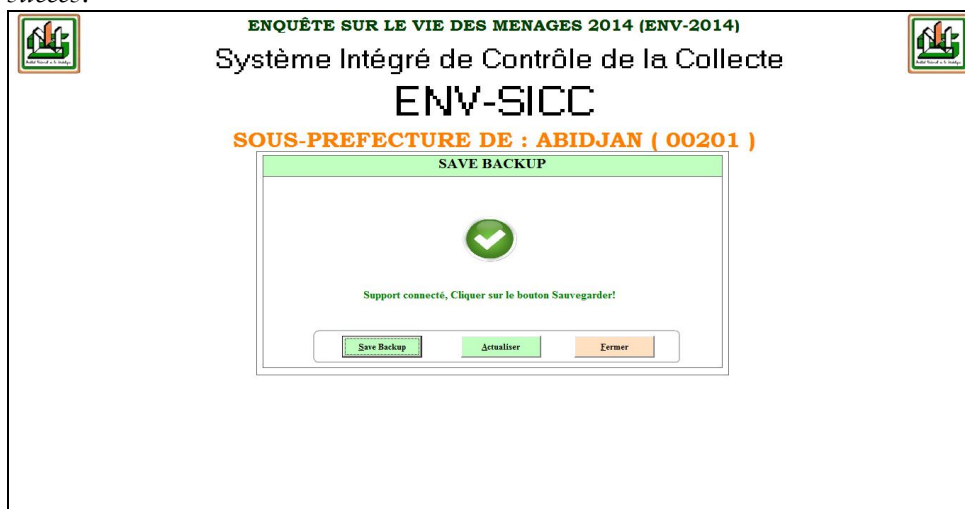 succès.
ENQUÊTE SUR LE VIE DES MENAGES 2014 (ENV-2014)
Système Intégré de Contrôle de la Collecte
ENV-SICC
SOUS-PREFECTURE DE : ABIDJAN ( 00201 )
SAVE BACKUP
Support connecté, Cliquer sur le bouton Sauvegarder!
Save Backup
Actualiser
Fermer